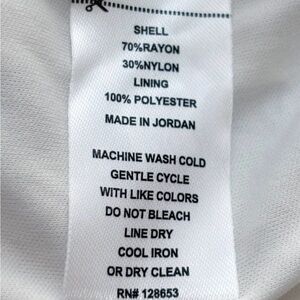 SHELL
70%RAYON
30%NYLON
LINING
100% POLYESTER
MADE IN JORDAN
MACHINE WASH COLD
GENTLE CYCLE
WITH LIKE COLORS
DO NOT BLEACH
LINE DRY
COOL IRON
OR DRY CLEAN
RN# 128653